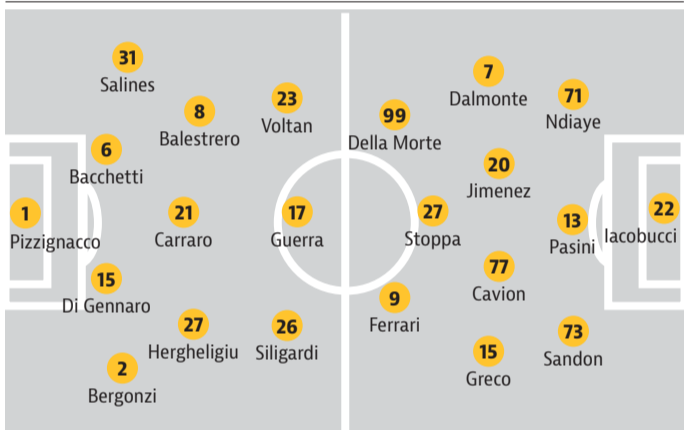 31
Salines
8
Balestrero
23
Voltan
6
Bacchetti
1
Pizzignacco
21
Carraro
17
Guerra
15
Di Gennaro
27
Hergheligiu
26
Siligardi
2
Bergonzi
7
Dalmonte
71
Ndiaye
99
Della Morte
20
Jimenez
27
Stoppa
13
Pasini
22
Iacobucci
77
Cavion
9
Ferrari
15
Greco
73
Sandon